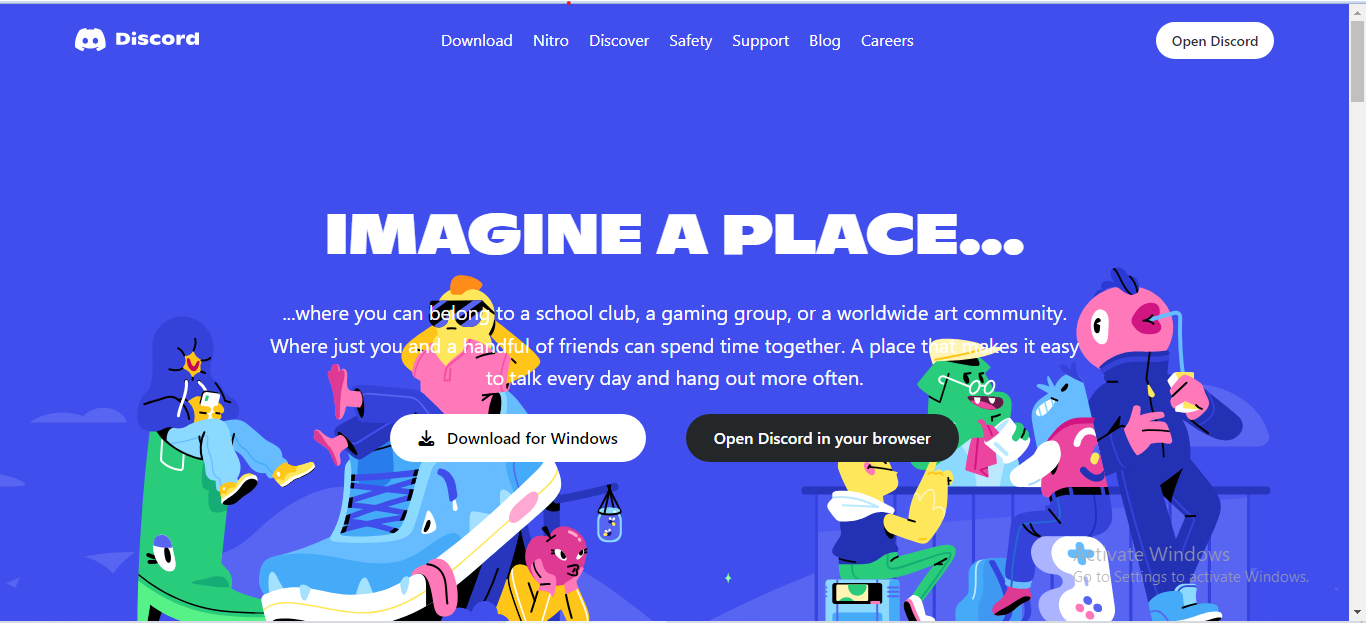 Discord
Download Nitro Discover Safety Support Blog Careers
Open Discord
IMAGINE A PLACE...
...where you can belong to a school club, a gaming group, or a worldwide art community.
Where just you and a handful of friends can spend time together. A place that makes it easy
to talk every day and hang out more often.
Download for Windows
Open Discord in your browser
Activate Windows
Go to Settings to activate Windows.